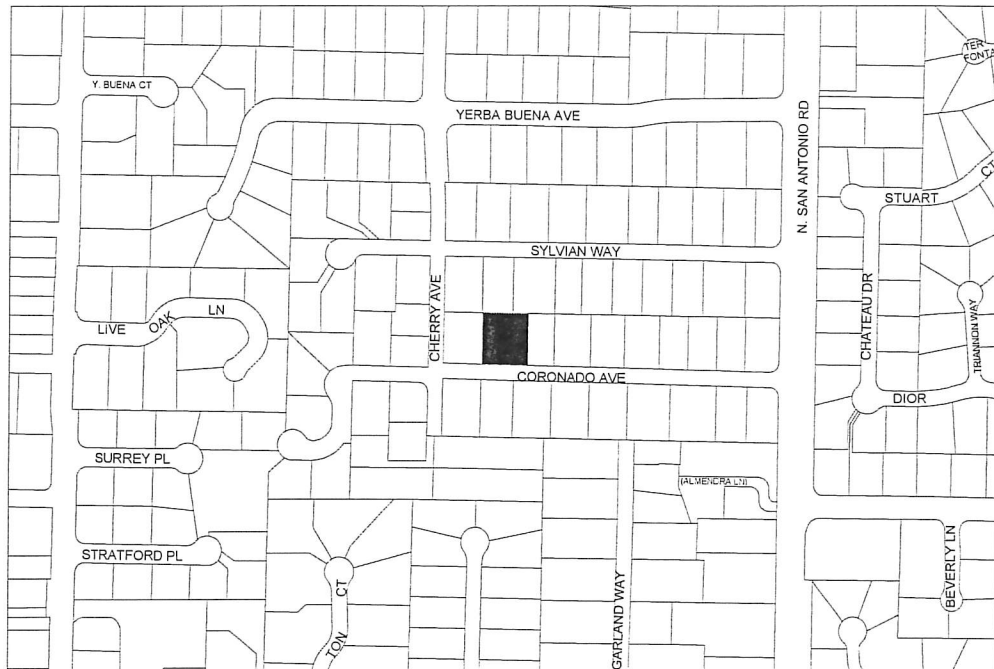 TER
FONTA
Y. BUENA CT
YERBA BUENA AVE
N. SAN ANTONIO RD
STUART
CT
SYLVIAN WAY
CHERRY AVE
CHATEAU DR
TRIANNON WAY
LIVE OAK LN
CORONADO AVE
DIOR
SURREY PL
(ALMENDRA LN)
STRATFORD PL
TON CT
GARLAND WAY
BEVERLY LN